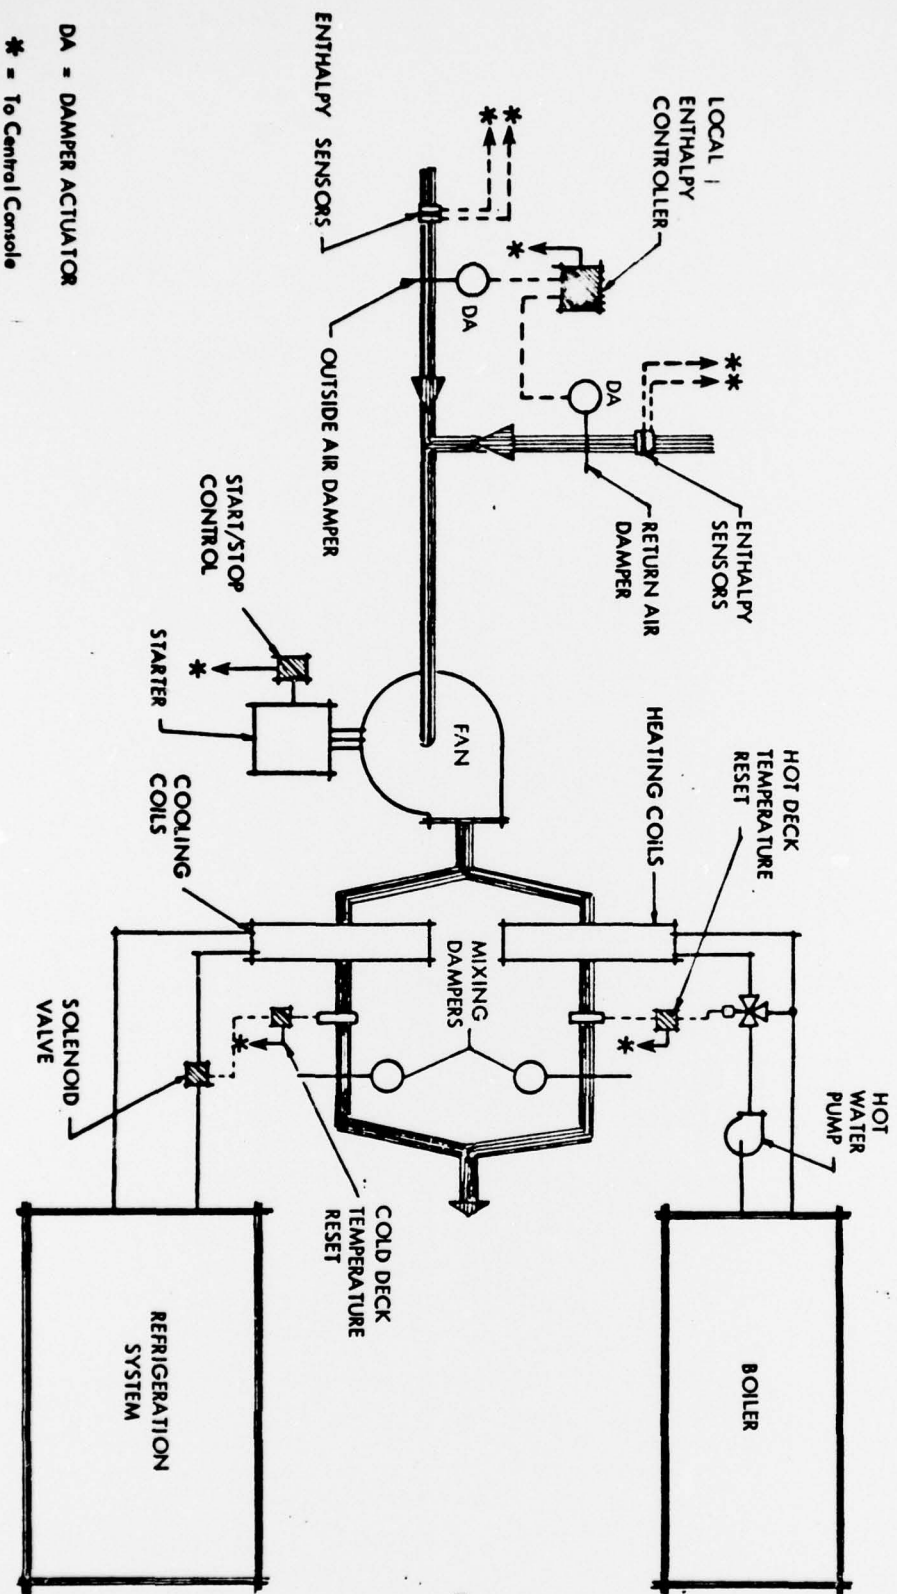 HOT
WATER
PUMP
HOT DECK
TEMPERATURE
RESET
BOILER
LOCAL
ENTHALPY
CONTROLLER
ENTHALPY
SENSORS
HEATING COILS
RETURN AIR
DAMPER
DA
* *
* *
*
*
DA
MIXING
DAMPERS
FAN
ENTHALPY SENSORS
OUTSIDE AIR DAMPER
COLD DECK
TEMPERATURE
RESET
START/STOP
CONTROL
*
*
STARTER
COOLING
COILS
REFRIGERATION
SYSTEM
SOLENOID
VALVE
DA = DAMPER ACTUATOR
* = To Central Console